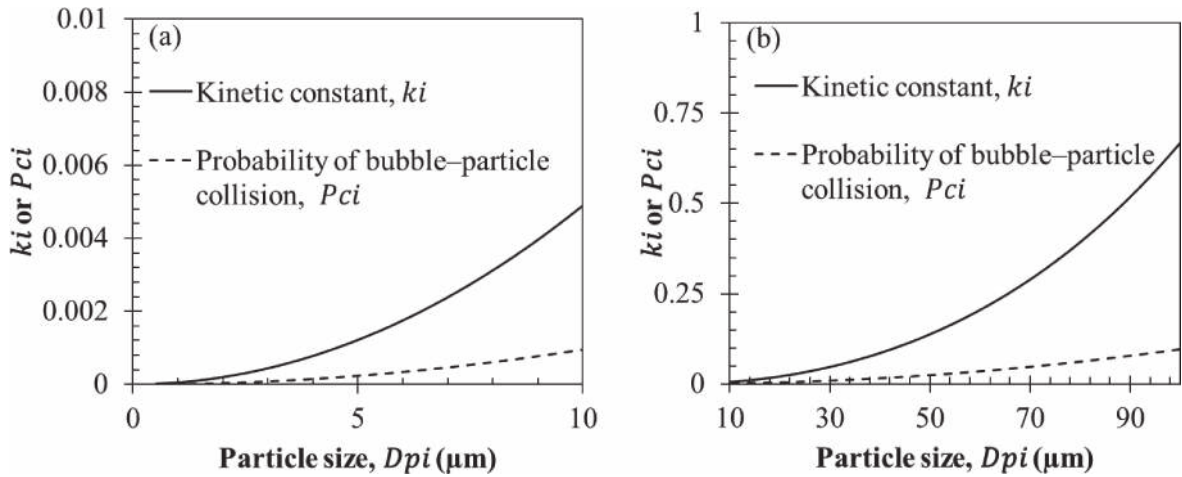 (a)
0.01
0.008
0.006
0.004
0.002
0
ki or Pci
Kinetic constant, ki
Probability of bubble–particle
collision, Pci
0 5 10
Particle size, Dpi (μm)
(b)
1
0.75
0.5
0.25
0
ki or Pci
Kinetic constant, ki
Probability of bubble–particle
collision, Pci
10 30 50 70 90
Particle size, Dpi (μm)